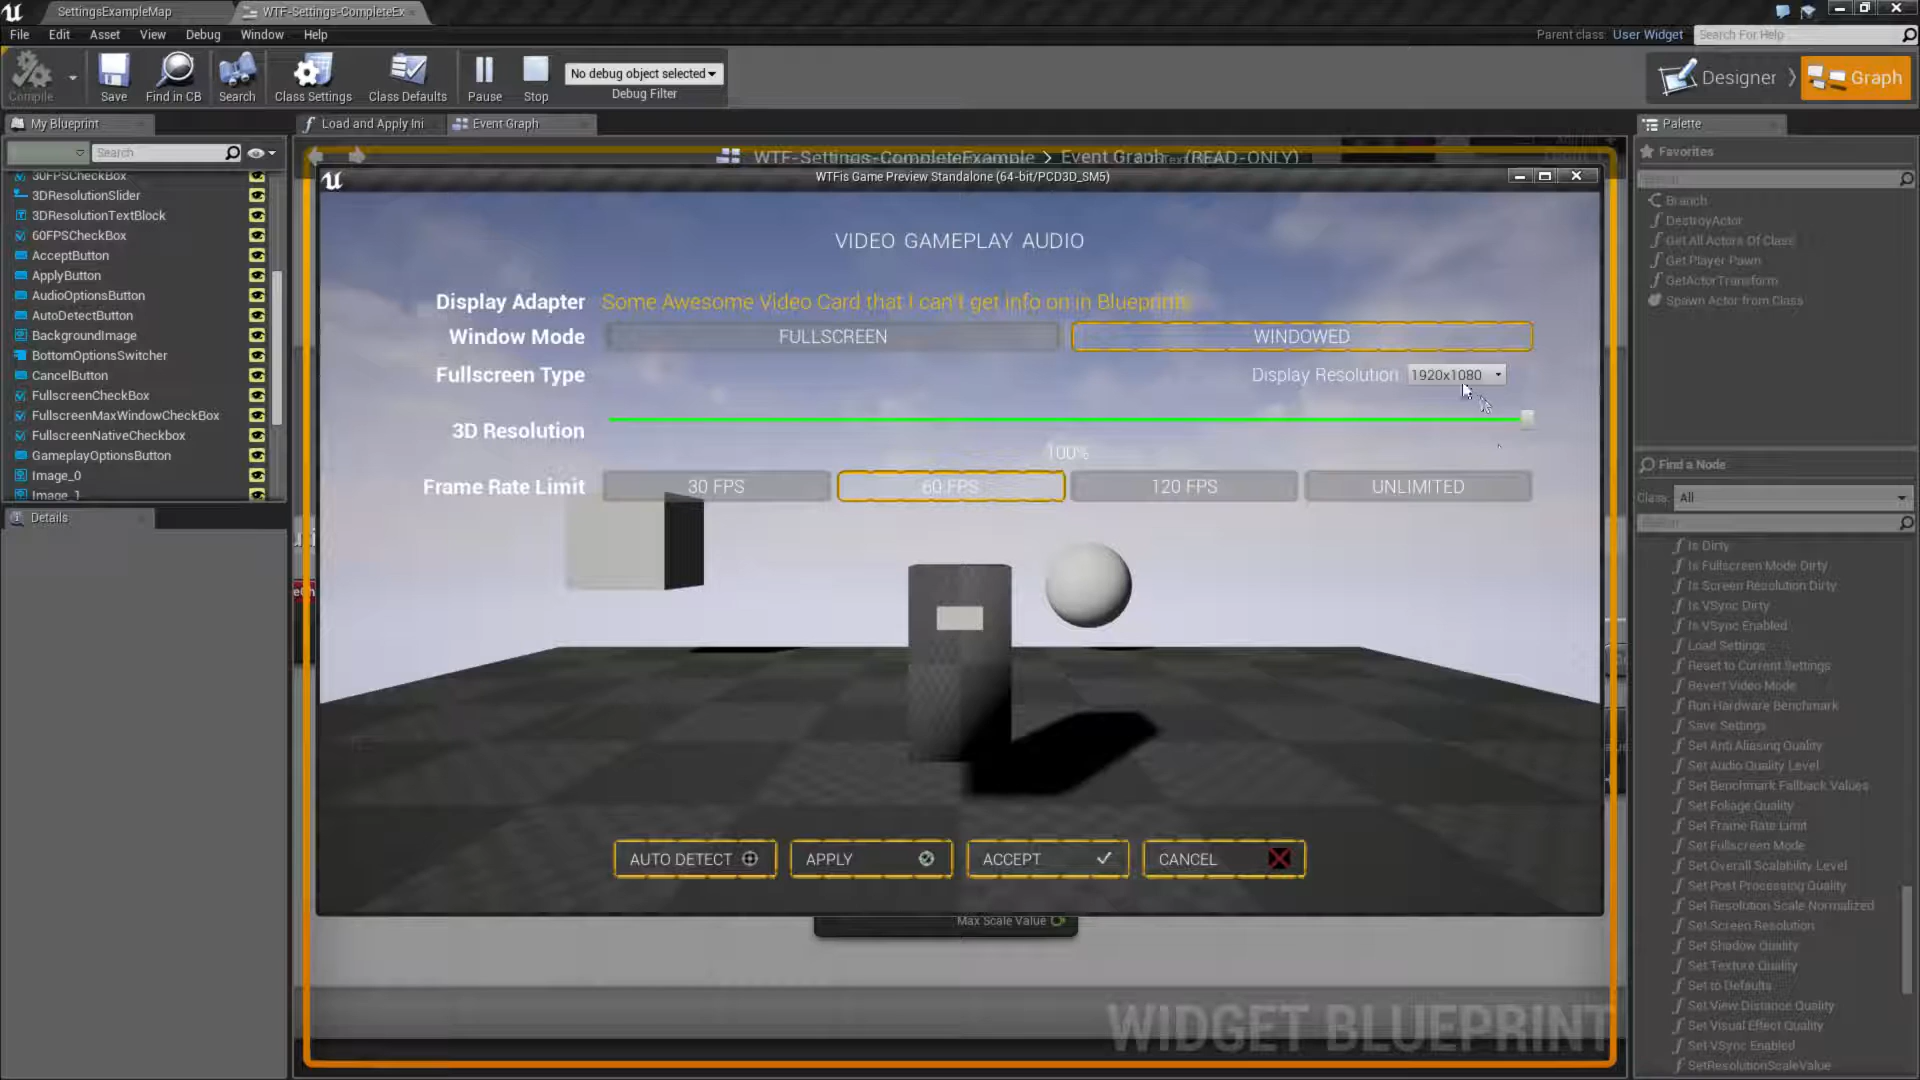 SettingsExampleMap
WTF-Settings-CompleteEx
File Edit Asset View Debug Window Help
Parent class: User Widget
Search For Help
Compile
Save
Find in CB
Search
Class Settings
Class Defaults
Pause
Stop
No debug object selected
Debug Filter
Designer
Graph
My Blueprint
Load and Apply Ini
Event Graph
Palette
Search
WTF-Settings-CompleteExample > Event Graph (READ-ONLY)
Favorites
WTFis Game Preview Standalone (64-bit/PCD3D_SM5)
30FPSCheckBox
3DResolutionSlider
3DResolutionTextBlock
60FPSCheckBox
AcceptButton
ApplyButton
AudioOptionsButton
AutoDetectButton
BackgroundImage
BottomOptionsSwitcher
CancelButton
FullscreenCheckBox
FullscreenMaxWindowCheckBox
FullscreenNativeCheckbox
GameplayOptionsButton
Image_0
Image_1
Details
VIDEO GAMEPLAY AUDIO
Display Adapter Some Awesome Video Card that I can't get info on in Blueprints
Window Mode FULLSCREEN WINDOWED
Fullscreen Type Display Resolution 1920x1080
3D Resolution
100%
Frame Rate Limit 30 FPS 60 FPS 120 FPS UNLIMITED
AUTO DETECT APPLY ACCEPT CANCEL
Max Scale Value
WIDGET BLUEPRINT
Branch
DestroyActor
Get All Actors Of Class
Get Player Pawn
GetActorTransform
Spawn Actor from Class
Find a Node
Class: All
Is Dirty
Is Fullscreen Mode Dirty
Is Screen Resolution Dirty
Is VSync Dirty
Is VSync Enabled
Load Settings
Reset to Current Settings
Revert Video Mode
Run Hardware Benchmark
Save Settings
Set Anti Aliasing Quality
Set Audio Quality Level
Set Benchmark Fallback Values
Set Foliage Quality
Set Frame Rate Limit
Set Fullscreen Mode
Set Overall Scalability Level
Set Post Processing Quality
Set Resolution Scale Normalized
Set Screen Resolution
Set Shadow Quality
Set Texture Quality
Set to Defaults
Set View Distance Quality
Set Visual Effect Quality
Set VSync Enabled
SetResolutionScaleValue